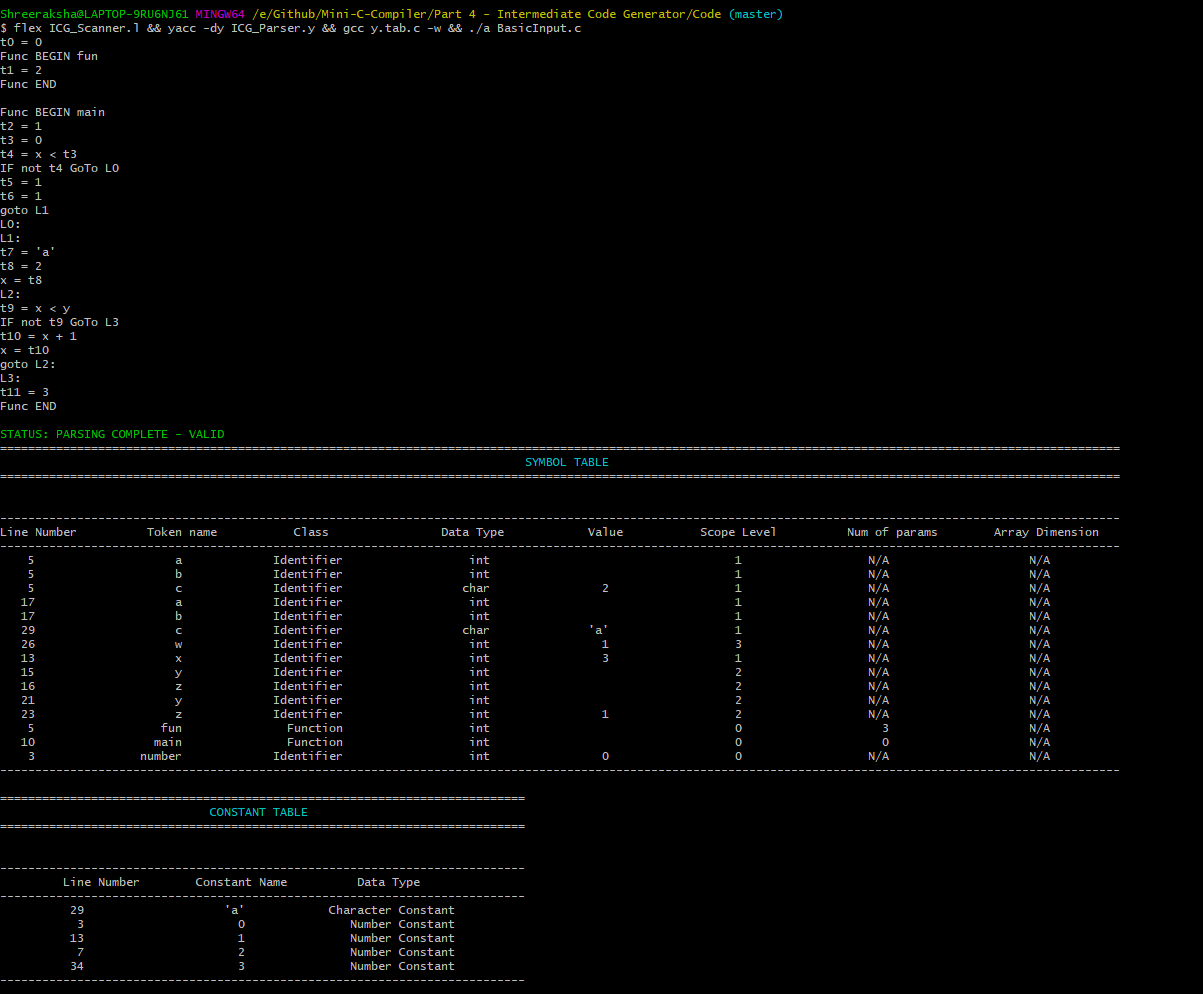 Shreeraksha@LAPTOP-9RU6NJ61 MINGW64 /e/Github/Mini-C-Compiler/Part 4 - Intermediate Code Generator/Code (master)
$ flex ICG_Scanner.l && yacc -dy ICG_Parser.y && gcc y.tab.c -w && ./a BasicInput.c
t0 = 0
Func BEGIN fun
t1 = 2
Func END
Func BEGIN main
t2 = 1
t3 = 0
t4 = x < t3
IF not t4 GoTo L0
t5 = 1
t6 = 1
goto L1
L0:
L1:
t7 = 'a'
t8 = 2
x = t8
L2:
t9 = x < y
IF not t9 GoTo L3
t10 = x + 1
x = t10
goto L2:
L3:
t11 = 3
Func END
STATUS: PARSING COMPLETE - VALID
SYMBOL TABLE
Line Number Token name Class Data Type Value Scope Level Num of params Array Dimension
5 a Identifier int 1 N/A N/A
5 b Identifier int 1 N/A N/A
5 c Identifier char 2 1 N/A N/A
17 a Identifier int 1 N/A N/A
17 b Identifier int 1 N/A N/A
29 c Identifier char 'a' 1 N/A N/A
26 w Identifier int 1 3 N/A N/A
13 x Identifier int 3 1 N/A N/A
15 y Identifier int 2 N/A N/A
16 z Identifier int 2 N/A N/A
21 y Identifier int 2 N/A N/A
23 z Identifier int 1 2 N/A N/A
5 fun Function int 0 3 N/A
10 main Function int 0 0 N/A
3 number Identifier int 0 0 N/A N/A
CONSTANT TABLE
Line Number Constant Name Data Type
29 'a' Character Constant
3 0 Number Constant
13 1 Number Constant
7 2 Number Constant
34 3 Number Constant